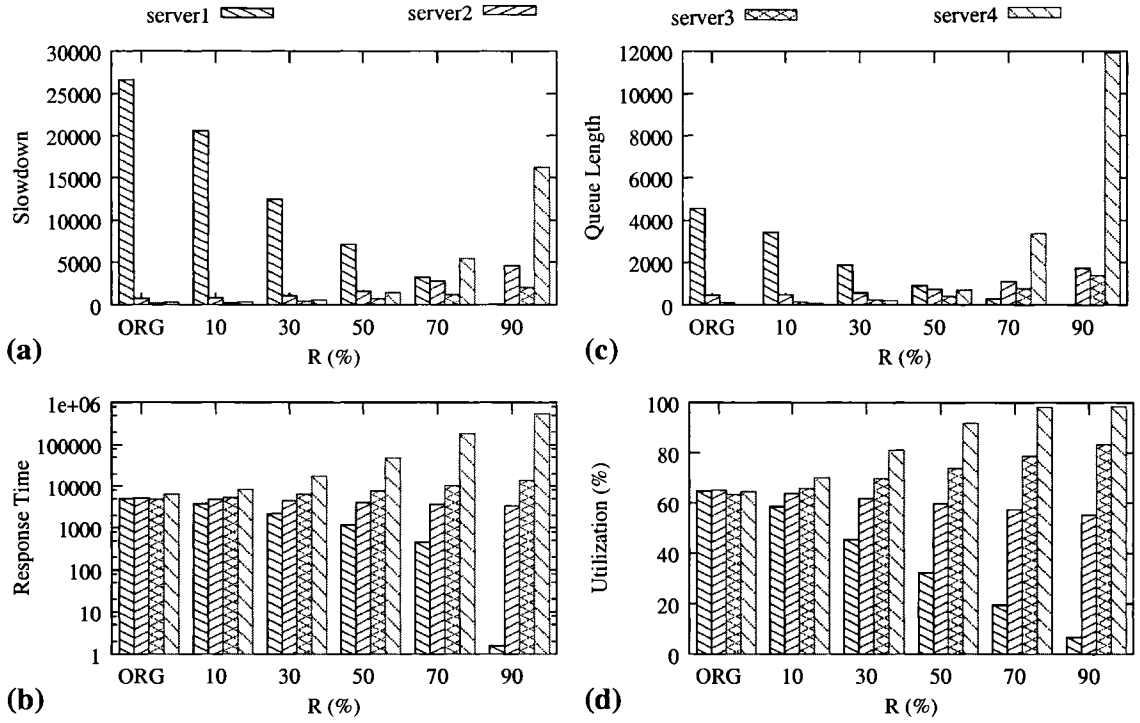 server1 server2 server3 server4
30000
25000
20000
15000
10000
5000
0
Slowdown
ORG 10 30 50 70 90
R (%)
(a)
12000
10000
8000
6000
4000
2000
0
Queue Length
ORG 10 30 50 70 90
R (%)
(c)
1e+06
100000
10000
1000
100
10
1
Response Time
ORG 10 30 50 70 90
R (%)
(b)
100
80
60
40
20
0
Utilization (%)
ORG 10 30 50 70 90
R (%)
(d)